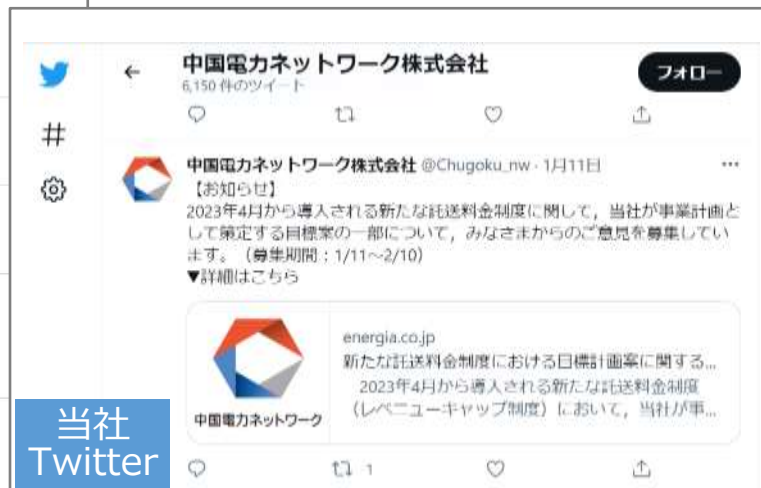 中国電力ネットワーク株式会社
6,150 件のツイート
フォロー
中国電力ネットワーク株式会社 @Chugoku_nw · 1月11日
【お知らせ】
2023年4月から導入される新たな託送料金制度に関して，当社が事業計画と
して策定する目標案の一部について，みなさまからのご意見を募集してい
ます。（募集期間：1/11～2/10）
▼詳細はこちら
中国電力ネットワーク
energia.co.jp
新たな託送料金制度における目標計画案に関する...
2023年4月から導入される新たな託送料金制度
（レベニューキャップ制度）において，当社が事...
1
当社
Twitter